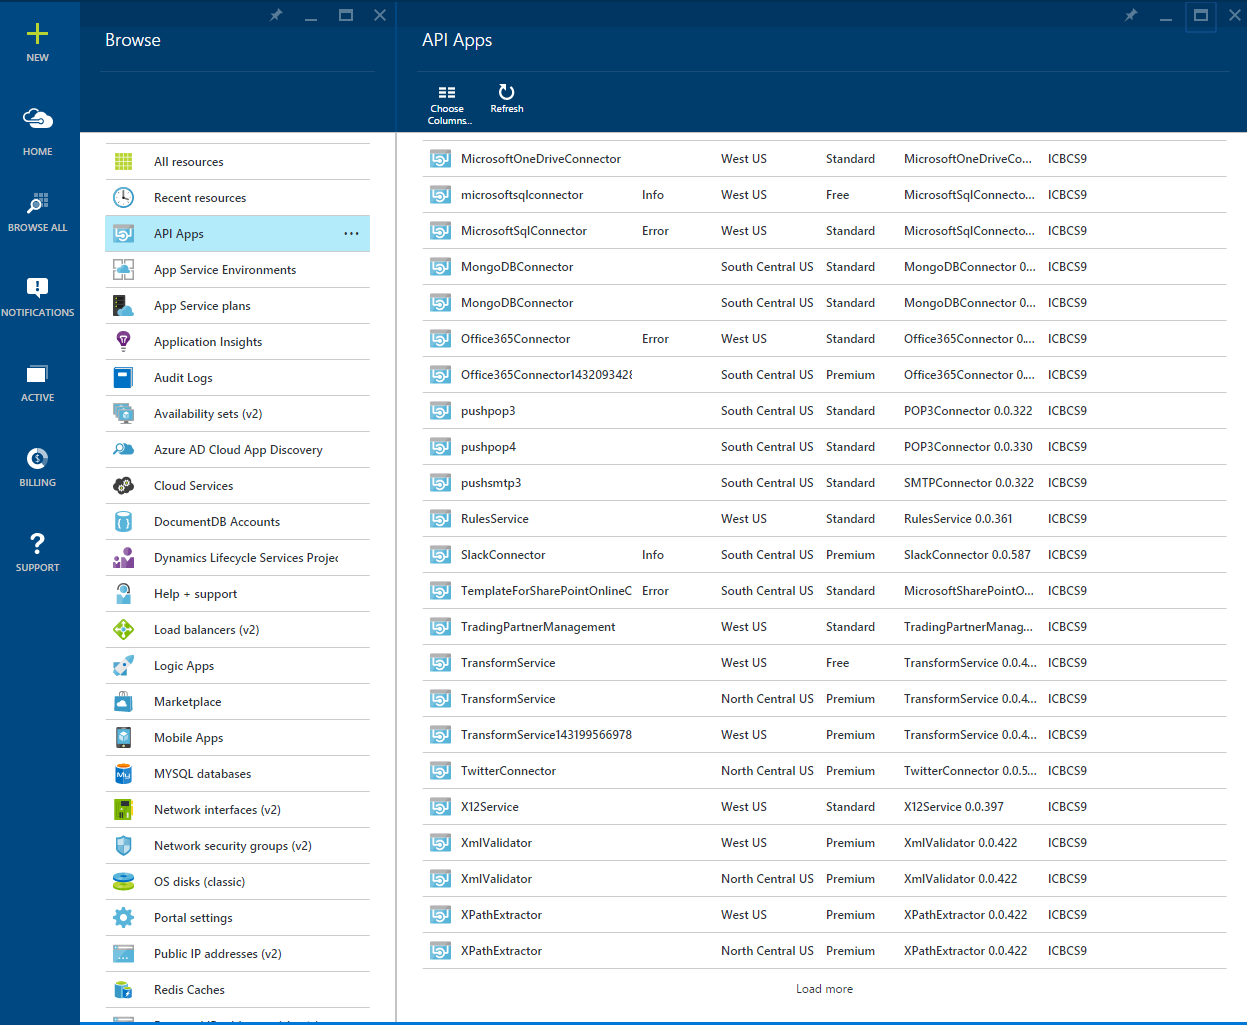 NEW
HOME
BROWSE ALL
NOTIFICATIONS
ACTIVE
BILLING
SUPPORT
Browse
All resources
Recent resources
API Apps ...
App Service Environments
App Service plans
Application Insights
Audit Logs
Availability sets (v2)
Azure AD Cloud App Discovery
Cloud Services
DocumentDB Accounts
Dynamics Lifecycle Services Projec
Help + support
Load balancers (v2)
Logic Apps
Marketplace
Mobile Apps
MYSQL databases
Network interfaces (v2)
Network security groups (v2)
OS disks (classic)
Portal settings
Public IP addresses (v2)
Redis Caches
API Apps
Choose
Columns...
Refresh
MicrosoftOneDriveConnector West US Standard MicrosoftOneDriveCo... ICBCS9
microsoftsqlconnector Info West US Free MicrosoftSqlConnecto... ICBCS9
MicrosoftSqlConnector Error West US Standard MicrosoftSqlConnecto... ICBCS9
MongoDBConnector South Central US Standard MongoDBConnector 0... ICBCS9
MongoDBConnector South Central US Standard MongoDBConnector 0... ICBCS9
Office365Connector Error West US Standard Office365Connector 0.... ICBCS9
Office365Connector1432093428 South Central US Premium Office365Connector 0.... ICBCS9
pushpop3 South Central US Standard POP3Connector 0.0.322 ICBCS9
pushpop4 South Central US Standard POP3Connector 0.0.330 ICBCS9
pushsmtp3 South Central US Standard SMTPConnector 0.0.322 ICBCS9
RulesService West US Standard RulesService 0.0.361 ICBCS9
SlackConnector Info South Central US Premium SlackConnector 0.0.587 ICBCS9
TemplateForSharePointOnlineC Error South Central US Standard MicrosoftSharePointO... ICBCS9
TradingPartnerManagement West US Standard TradingPartnerManag... ICBCS9
TransformService West US Free TransformService 0.0.4... ICBCS9
TransformService North Central US Premium TransformService 0.0.4... ICBCS9
TransformService143199566978 West US Premium TransformService 0.0.4... ICBCS9
TwitterConnector North Central US Premium TwitterConnector 0.0.5... ICBCS9
X12Service West US Standard X12Service 0.0.397 ICBCS9
XmlValidator West US Premium XmlValidator 0.0.422 ICBCS9
XmlValidator North Central US Premium XmlValidator 0.0.422 ICBCS9
XPathExtractor West US Premium XPathExtractor 0.0.422 ICBCS9
XPathExtractor North Central US Premium XPathExtractor 0.0.422 ICBCS9
Load more